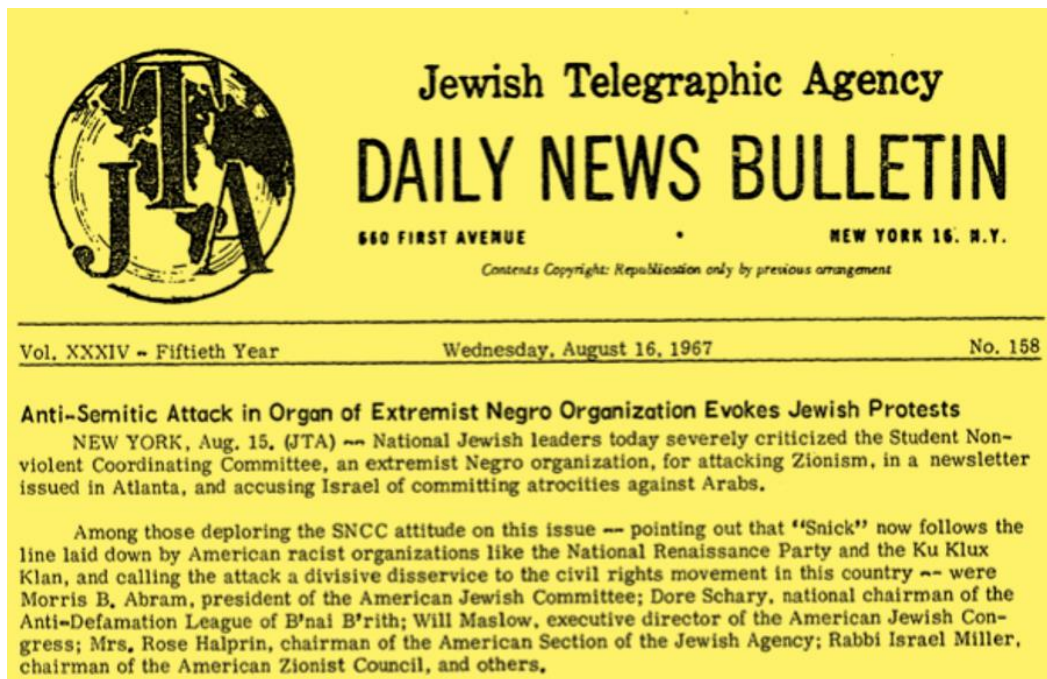 JTA
Jewish Telegraphic Agency
DAILY NEWS BULLETIN
660 FIRST AVENUE • NEW YORK 16. N.Y.
Contents Copyright: Republication only by previous arrangement
Vol. XXXIV - Fiftieth Year Wednesday, August 16, 1967 No. 158
Anti-Semitic Attack in Organ of Extremist Negro Organization Evokes Jewish Protests
NEW YORK, Aug. 15. (JTA) -- National Jewish leaders today severely criticized the Student Non-
violent Coordinating Committee, an extremist Negro organization, for attacking Zionism, in a newsletter
issued in Atlanta, and accusing Israel of committing atrocities against Arabs.
Among those deploring the SNCC attitude on this issue -- pointing out that "Snick" now follows the
line laid down by American racist organizations like the National Renaissance Party and the Ku Klux
Klan, and calling the attack a divisive disservice to the civil rights movement in this country -- were
Morris B. Abram, president of the American Jewish Committee; Dore Schary, national chairman of the
Anti-Defamation League of B'nai B'rith; Will Maslow, executive director of the American Jewish Con-
gress; Mrs. Rose Halprin, chairman of the American Section of the Jewish Agency; Rabbi Israel Miller,
chairman of the American Zionist Council, and others.